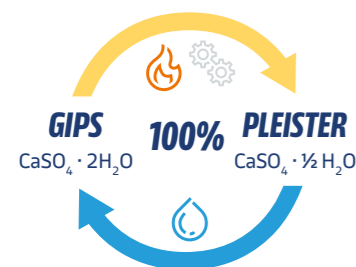 GIPS
CaSO₄ · 2H₂O
100%
PLEISTER
CaSO₄ · ½ H₂O